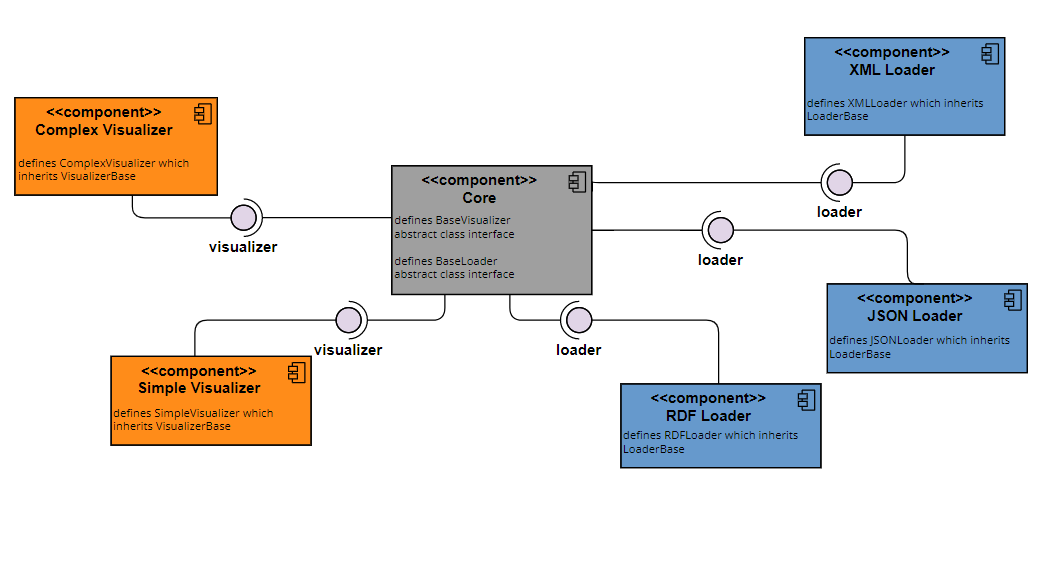 <<component>>
XML Loader
defines XMLLoader which inherits
LoaderBase
<<component>>
Complex Visualizer
defines ComplexVisualizer which
inherits VisualizerBase
<<component>>
Core
defines BaseVisualizer
abstract class interface
defines BaseLoader
abstract class interface
loader
visualizer
loader
<<component>>
JSON Loader
defines JSONLoader which inherits
LoaderBase
visualizer
loader
<<component>>
Simple Visualizer
defines SimpleVisualizer which
inherits VisualizerBase
<<component>>
RDF Loader
defines RDFLoader which inherits
LoaderBase